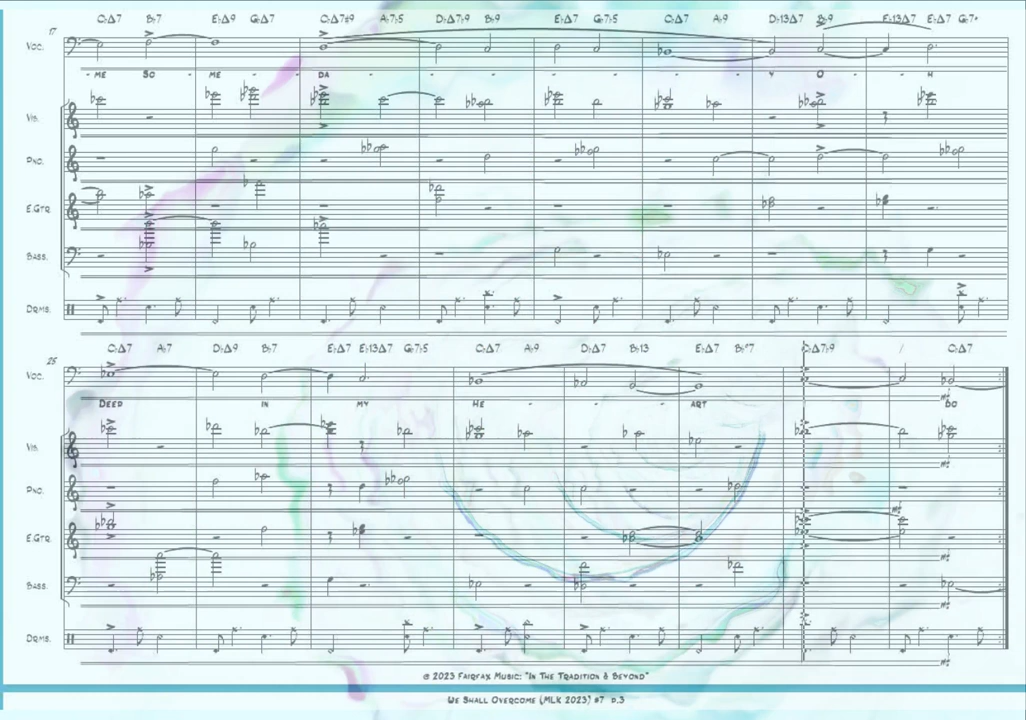 C♭Δ7 B♭7 E♭Δ9 G♭Δ7 C♭Δ7♯9 A♭7♭5 D♭Δ7♭9 B♭9 E♭Δ7 G♭7♭5 C♭Δ7 A♭9 D♭13Δ7 B♭9 E♭13Δ7 E♭Δ7
17
Voc.
- ME SO - ME - - DA - - - - - - - Y O - - H
Vib.
Pno.
E.Gtr.
Bass.
Drms.
C♭Δ7 A♭7 D♭Δ9 B♭7 E♭Δ7 E♭13Δ7 G♭7♭5 C♭Δ7 A♭9 D♭Δ7 B♭13 E♭Δ7 C♭Δ7♭9 / C♭Δ7
25
Voc.
DEED IN MY HE - - - ART DO
Vib.
Pno.
E.Gtr.
Bass.
Drms.
© 2023 Fairfax Music: "In The Tradition & Beyond"
We Shall Overcome (MLK 2023) #7 p.3